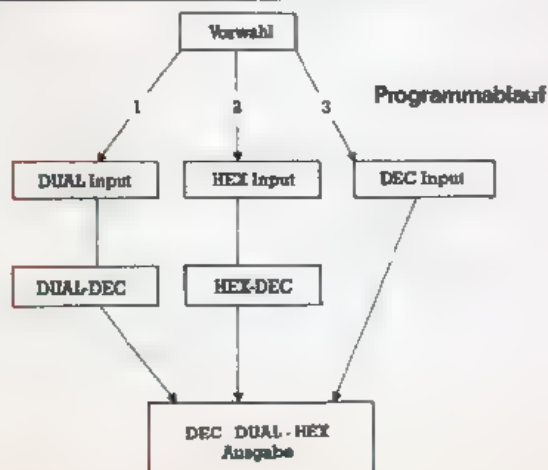 Vorwahl
Programmablauf
1 2 3
DUAL Input HEX Input DEC Input
DUAL-DEC HEX-DEC
DEC DUAL - HEX
Ausgabe